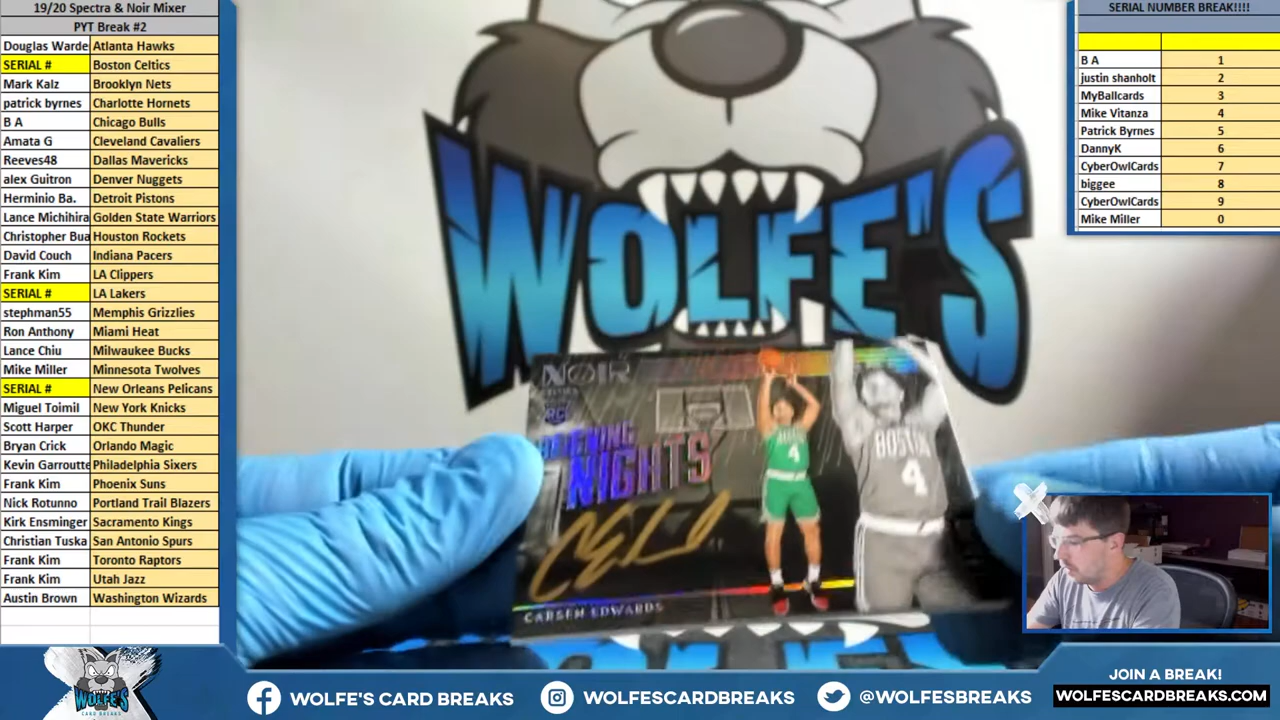 19/20 Spectra & Noir Mixer
PYT Break #2
Douglas Warde Atlanta Hawks
SERIAL # Boston Celtics
Mark Kalz Brooklyn Nets
patrick byrnes Charlotte Hornets
B A Chicago Bulls
Amata G Cleveland Cavaliers
Reeves48 Dallas Mavericks
alex Guitron Denver Nuggets
Herminio Ba. Detroit Pistons
Lance Michihira Golden State Warriors
Christopher Bua Houston Rockets
David Couch Indiana Pacers
Frank Kim LA Clippers
SERIAL # LA Lakers
stephman55 Memphis Grizzlies
Ron Anthony Miami Heat
Lance Chiu Milwaukee Bucks
Mike Miller Minnesota Twolves
SERIAL # New Orleans Pelicans
Miguel Toimil New York Knicks
Scott Harper OKC Thunder
Bryan Crick Orlando Magic
Kevin Garroutte Philadelphia Sixers
Frank Kim Phoenix Suns
Nick Rotunno Portland Trail Blazers
Kirk Ensminger Sacramento Kings
Christian Tuska San Antonio Spurs
Frank Kim Toronto Raptors
Frank Kim Utah Jazz
Austin Brown Washington Wizards
WOLFE'S
NOIR
CELTICS
RC
OPENING
NIGHTS
CARSEN EDWARDS
4
BOSTON
4
SERIAL NUMBER BREAK!!!!
B A 1
justin shanholt 2
MyBallcards 3
Mike Vitanza 4
Patrick Byrnes 5
DannyK 6
CyberOwlCards 7
biggee 8
CyberOwlCards 9
Mike Miller 0
WOLFE'S
CARD BREAKS
WOLFE'S CARD BREAKS
WOLFESCARDBREAKS
@WOLFESBREAKS
JOIN A BREAK!
WOLFESCARDBREAKS.COM